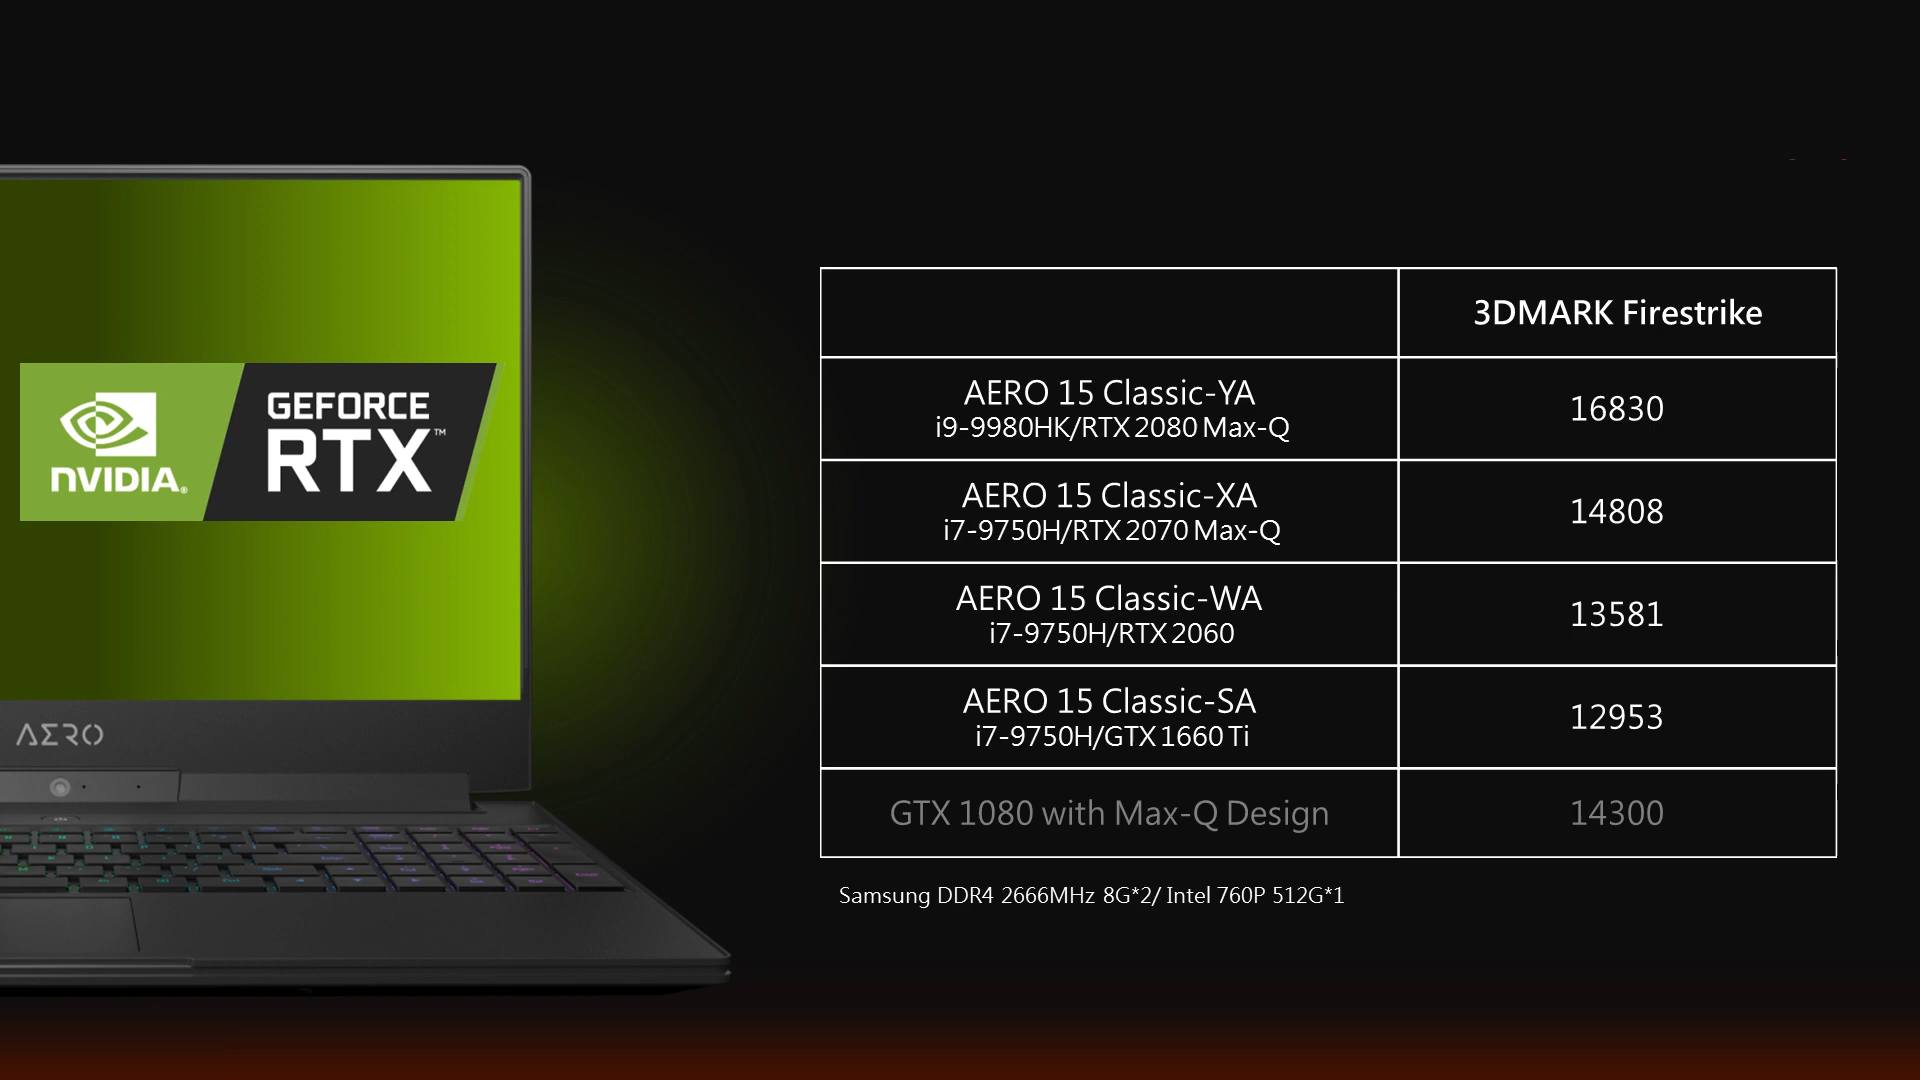 NVIDIA®
GEFORCE
RTX™
AERO
3DMARK Firestrike
AERO 15 Classic-YA
i9-9980HK/RTX 2080 Max-Q
16830
AERO 15 Classic-XA
i7-9750H/RTX 2070 Max-Q
14808
AERO 15 Classic-WA
i7-9750H/RTX 2060
13581
AERO 15 Classic-SA
i7-9750H/GTX 1660 Ti
12953
GTX 1080 with Max-Q Design
14300
Samsung DDR4 2666MHz 8G*2/ Intel 760P 512G*1